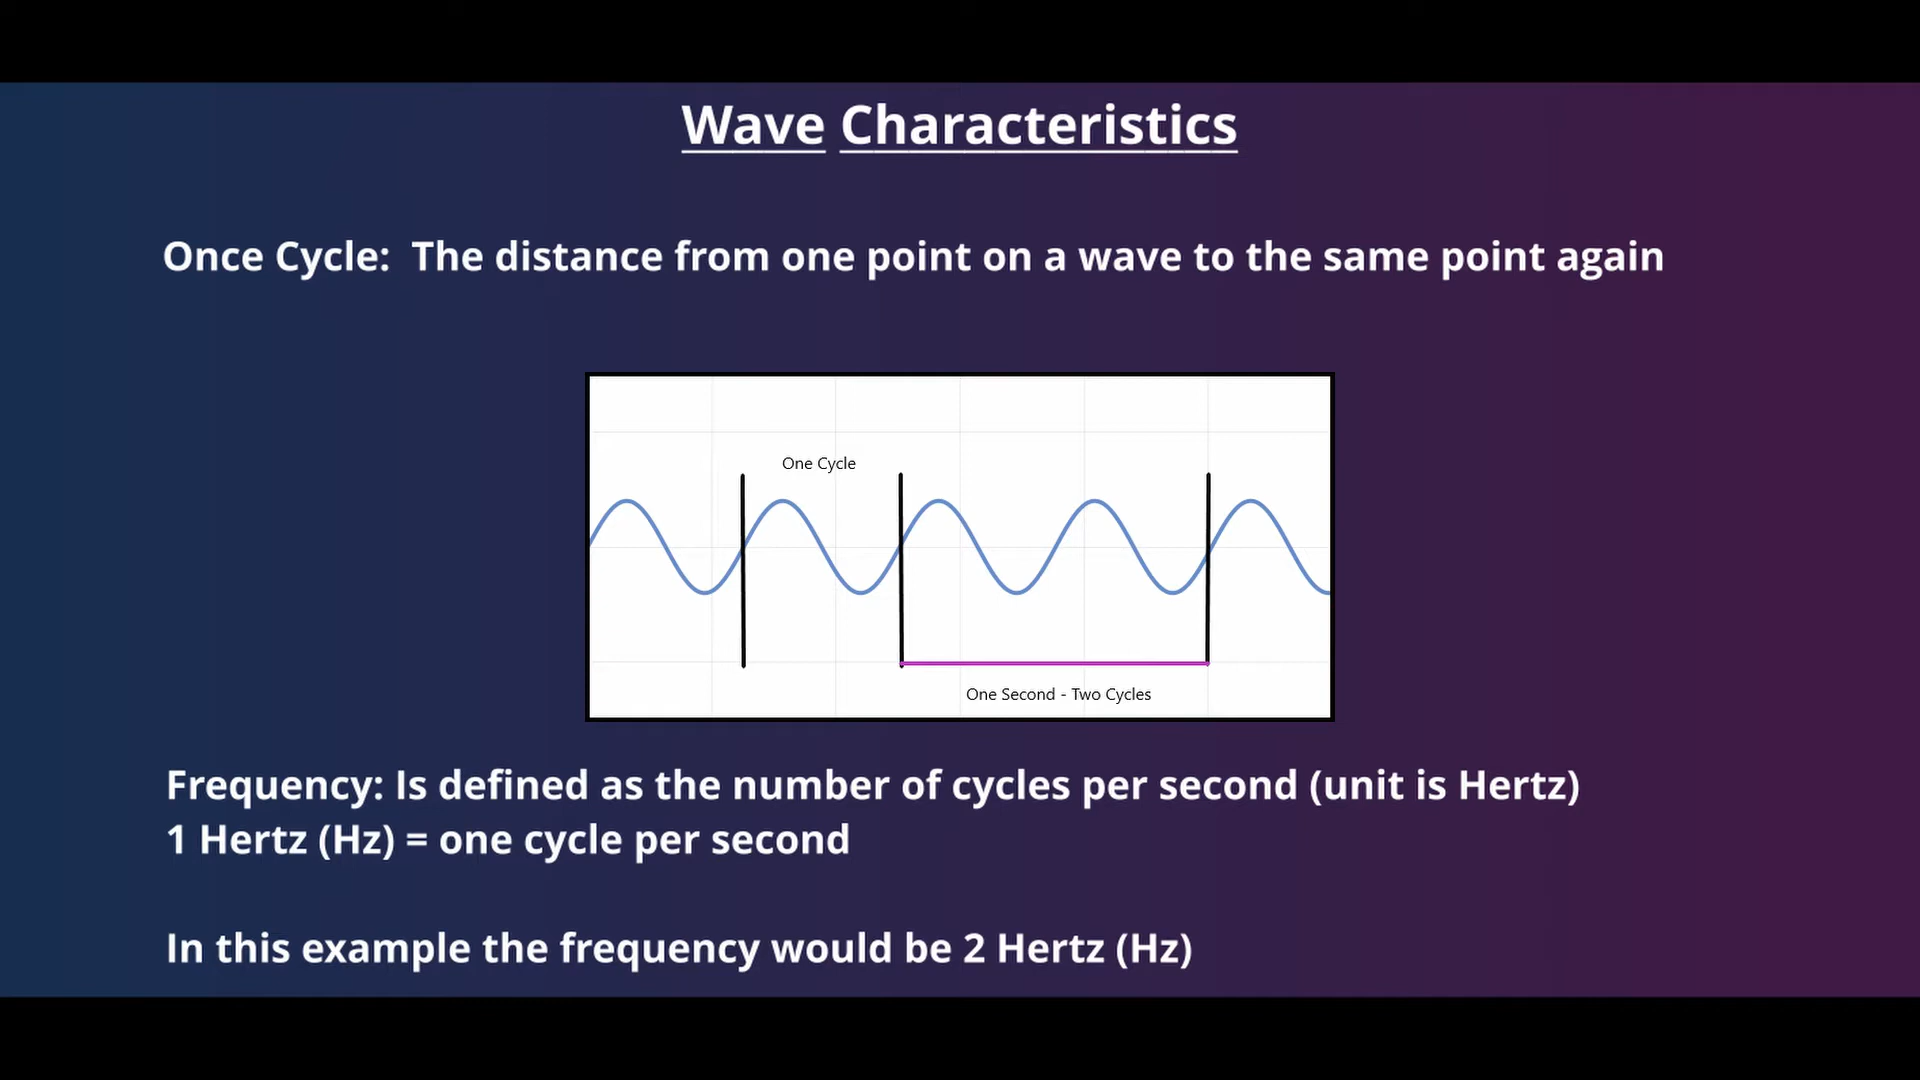 Wave Characteristics
Once Cycle:  The distance from one point on a wave to the same point again
One Cycle
One Second - Two Cycles
Frequency: Is defined as the number of cycles per second (unit is Hertz)
1 Hertz (Hz) = one cycle per second
In this example the frequency would be 2 Hertz (Hz)